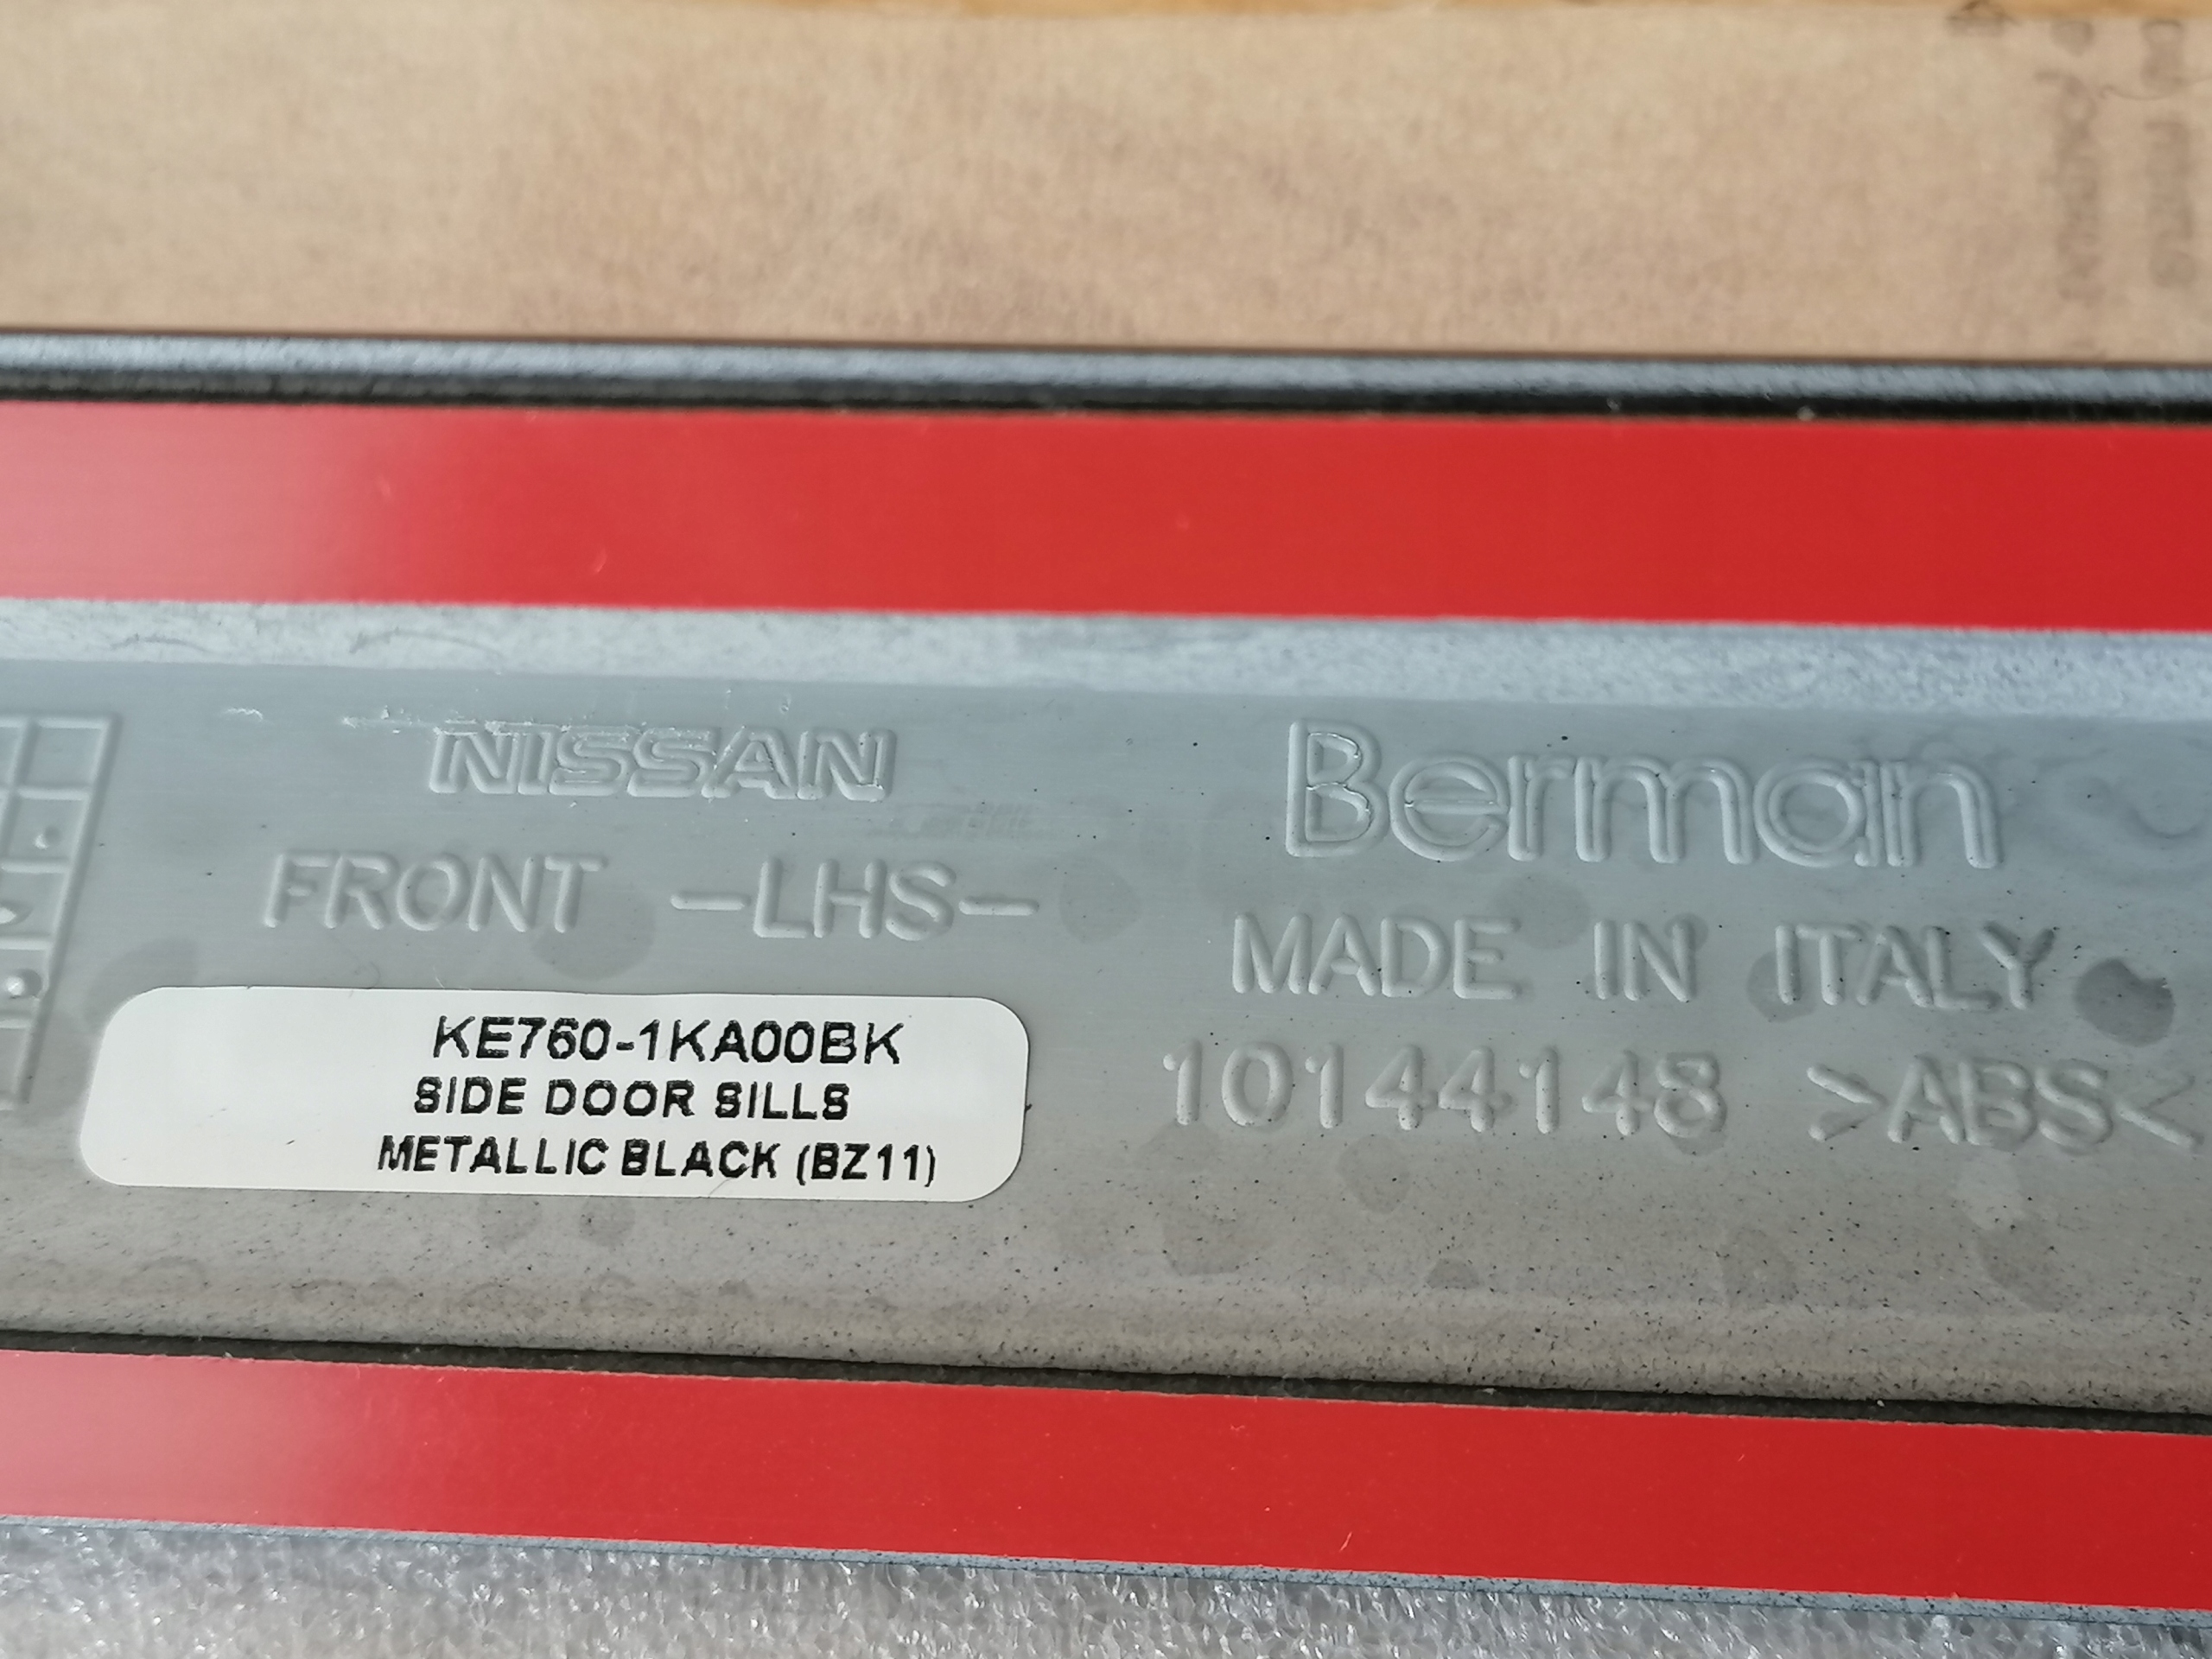 NISSAN
FRONT -LHS-
KE760-1KA00BK
SIDE DOOR SILLS
METALLIC BLACK (BZ11)
Berman
MADE IN ITALY
10144148 >ABS<